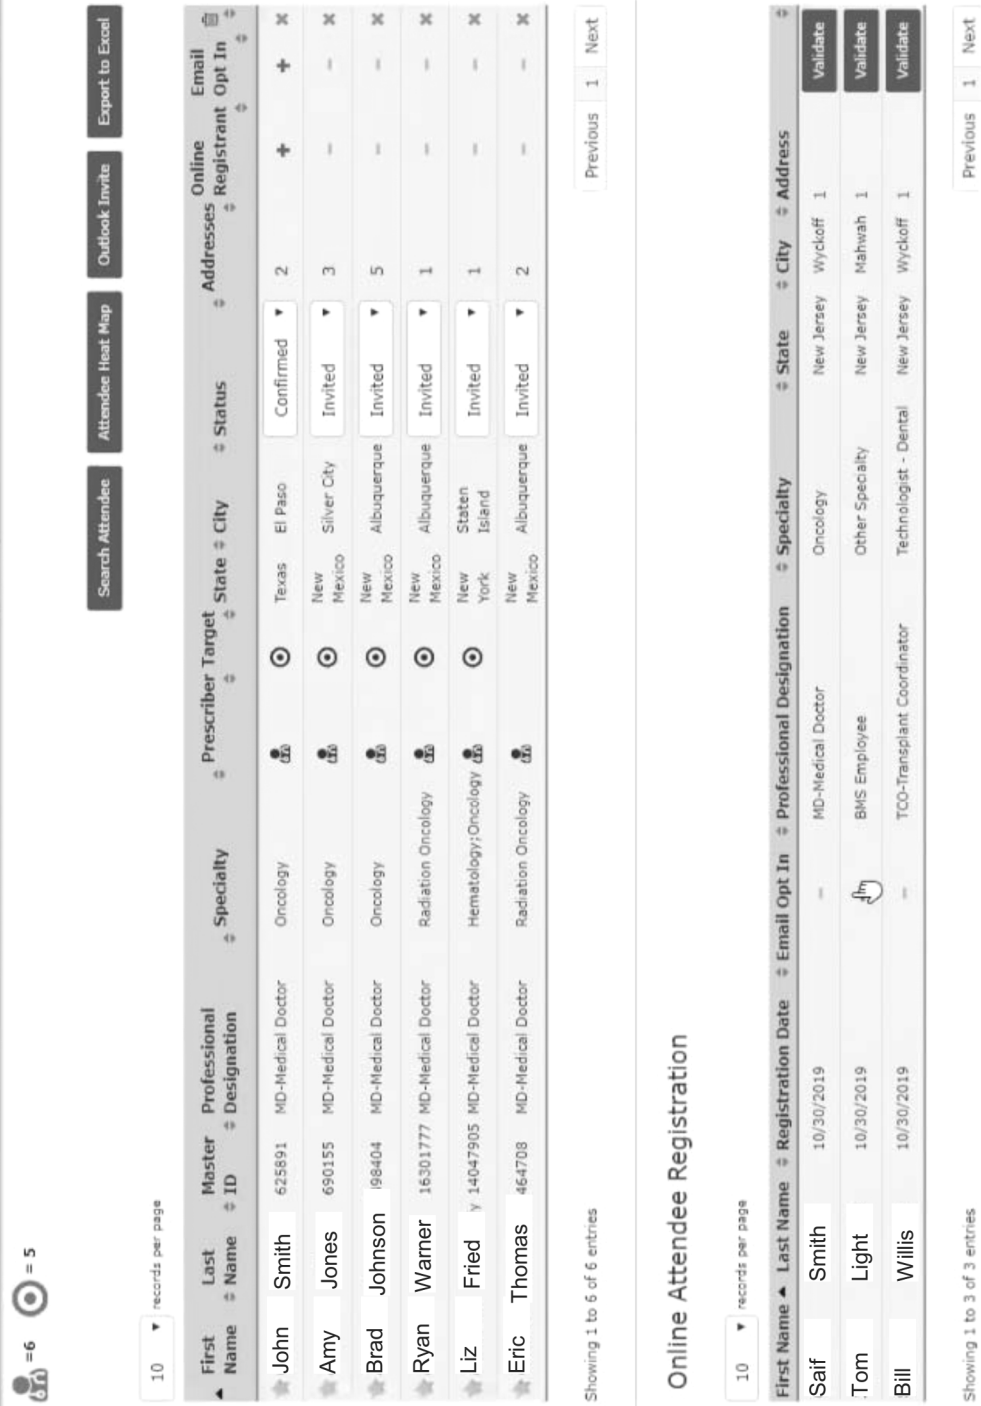 =6 = 5
Search Attendee Attendee Heat Map Outlook Invite Export to Excel
10 records per page
First Name Last Name Master ID Professional Designation Specialty Prescriber Target State City Status Addresses Online Registrant Email Opt In
John Smith 625891 MD-Medical Doctor Oncology Texas El Paso Confirmed 2 + + ×
Amy Jones 690155 MD-Medical Doctor Oncology New Mexico Silver City Invited 3 − − ×
Brad Johnson 398404 MD-Medical Doctor Oncology New Mexico Albuquerque Invited 5 − − ×
Ryan Warner 16301777 MD-Medical Doctor Radiation Oncology New Mexico Albuquerque Invited 1 − − ×
Liz Fried y 14047905 MD-Medical Doctor Hematology;Oncology New York Staten Island Invited 1 − − ×
Eric Thomas 464708 MD-Medical Doctor Radiation Oncology New Mexico Albuquerque Invited 2 − − ×
Showing 1 to 6 of 6 entries Previous 1 Next
Online Attendee Registration
10 records per page
First Name Last Name Registration Date Email Opt In Professional Designation Specialty State City Address
Saif Smith 10/30/2019 − MD-Medical Doctor Oncology New Jersey Wyckoff 1 Validate
Tom Light 10/30/2019 BMS Employee Other Specialty New Jersey Mahwah 1 Validate
Bill Willis 10/30/2019 − TCO-Transplant Coordinator Technologist - Dental New Jersey Wyckoff 1 Validate
Showing 1 to 3 of 3 entries Previous 1 Next